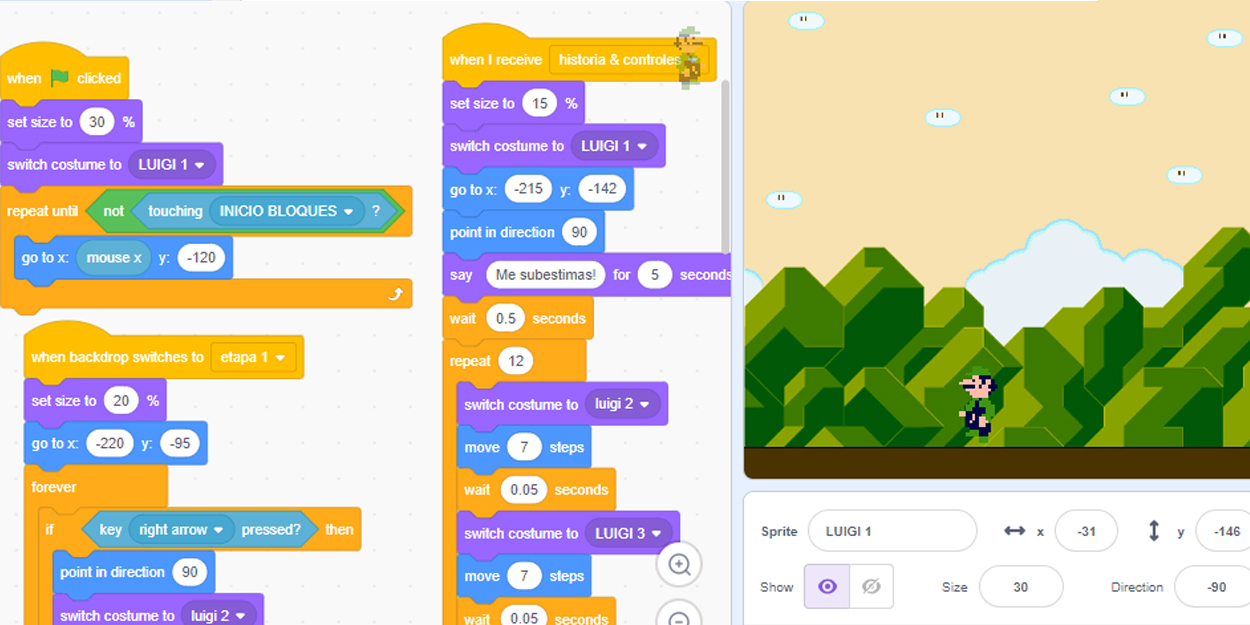 when clicked
set size to 30 %
switch costume to LUIGI 1
repeat until not touching INICIO BLOQUES ?
go to x: mouse x y: -120
when backdrop switches to etapa 1
set size to 20 %
go to x: -220 y: -95
forever
if key right arrow pressed? then
point in direction 90
switch costume to luigi 2
when I receive historia & controles
set size to 15 %
switch costume to LUIGI 1
go to x: -215 y: -142
point in direction 90
say Me subestimas! for 5 seconds
wait 0.5 seconds
repeat 12
switch costume to luigi 2
move 7 steps
wait 0.05 seconds
switch costume to LUIGI 3
move 7 steps
wait 0.05 seconds
Sprite LUIGI 1 x -31 y -146
Show Size 30 Direction -90